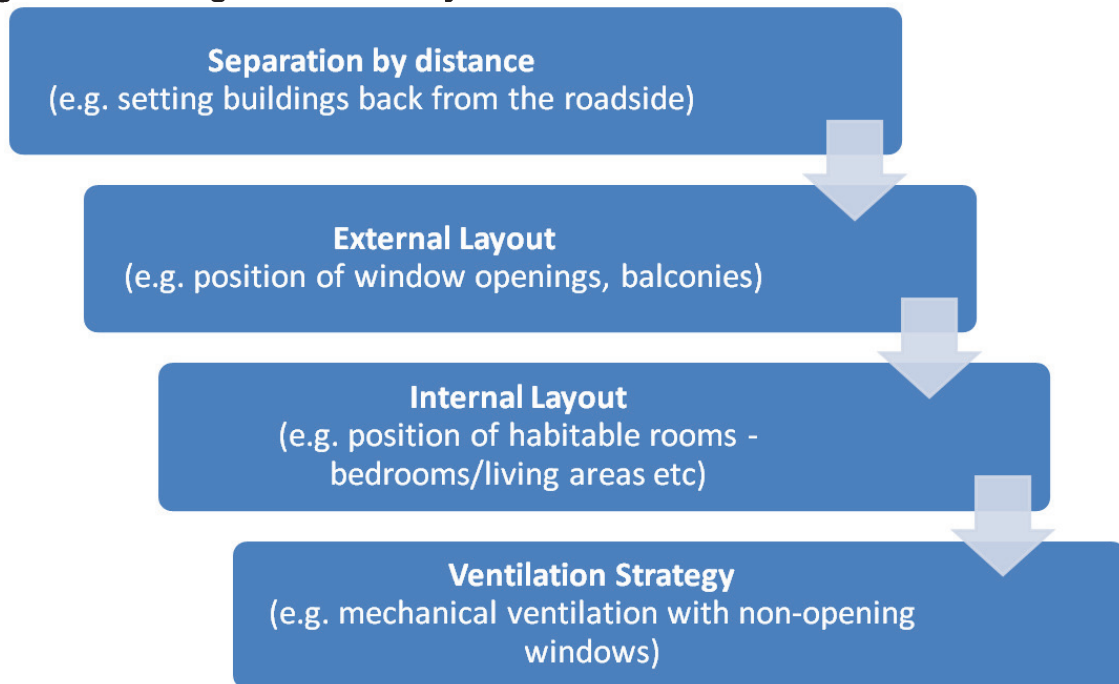 Separation by distance
(e.g. setting buildings back from the roadside)
External Layout
(e.g. position of window openings, balconies)
Internal Layout
(e.g. position of habitable rooms -
bedrooms/living areas etc)
Ventilation Strategy
(e.g. mechanical ventilation with non-opening
windows)